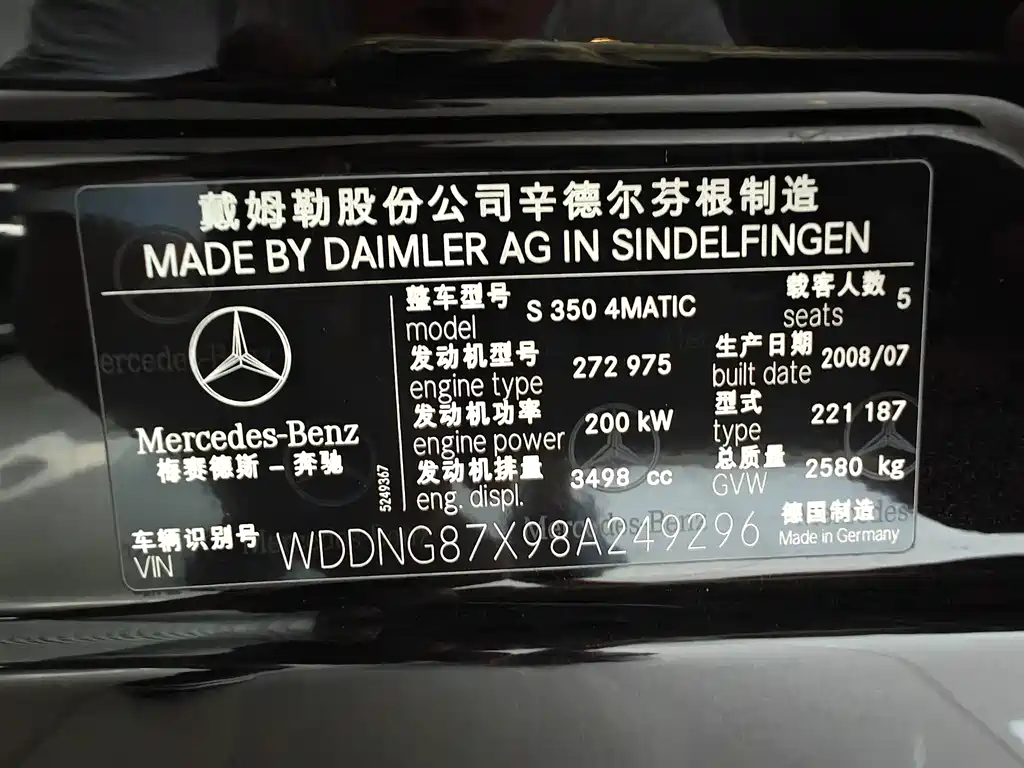 戴姆勒股份公司辛德尔芬根制造
MADE BY DAIMLER AG IN SINDELFINGEN
Mercedes-Benz
梅赛德斯－奔驰
5249367
整车型号 S 350 4MATIC 载客人数 5
model seats
发动机型号 272 975 生产日期 2008/07
engine type built date
发动机功率 200 kW 型式 221 187
engine power type
发动机排量 3498 cc 总质量 2580 kg
eng. displ. GVW
车辆识别号 WDDNG87X98A249296 德国制造
VIN Made in Germany